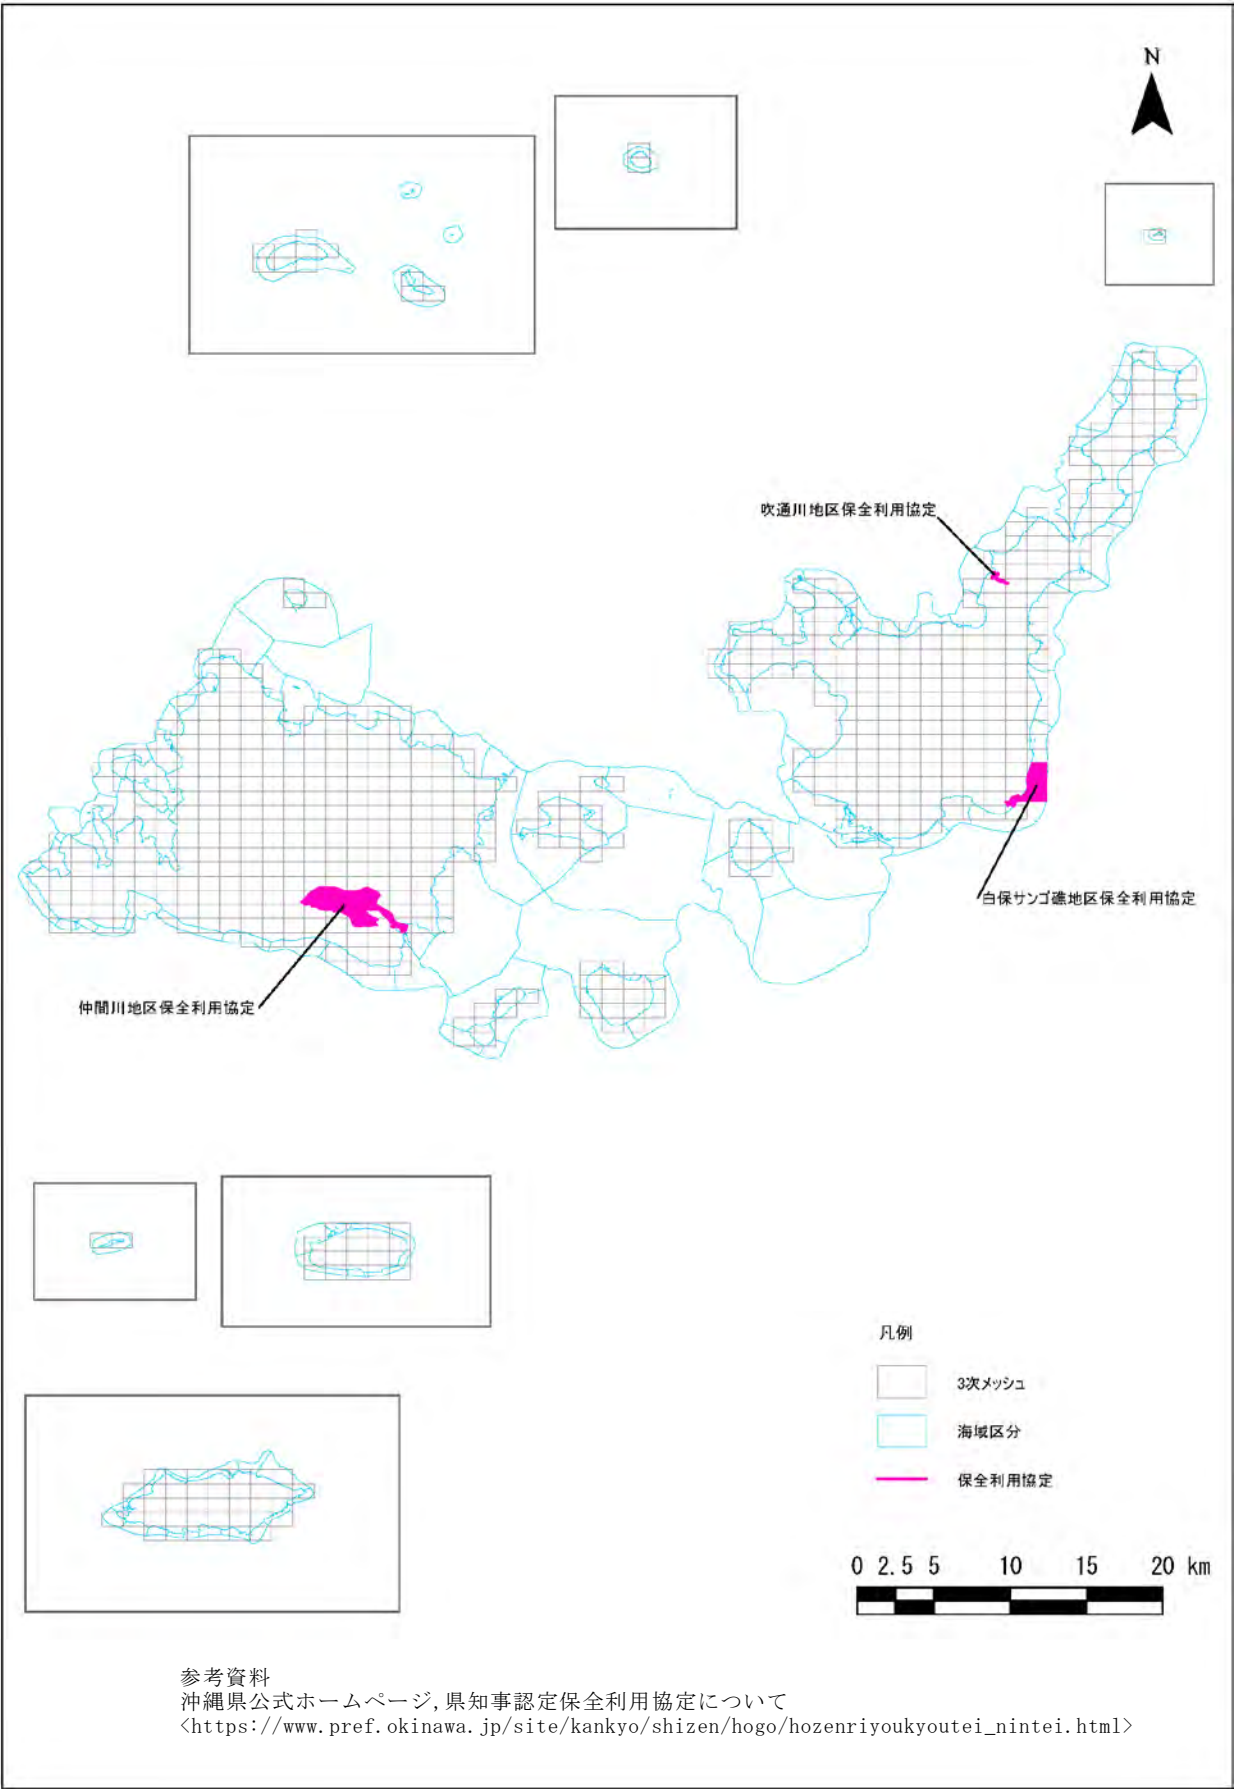 N
吹通川地区保全利用協定
白保サンゴ礁地区保全利用協定
仲間川地区保全利用協定
凡例
3次メッシュ
海域区分
保全利用協定
0 2.5 5 10 15 20 km
参考資料
沖縄県公式ホームページ,県知事認定保全利用協定について
<https://www.pref.okinawa.jp/site/kankyo/shizen/hogo/hozenriyoukyoutei_nintei.html>